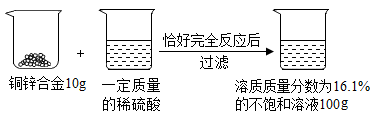 恰好完全反应后
过滤
铜锌合金10g
一定质量
的稀硫酸
溶质质量分数为16.1%
的不饱和溶液100g